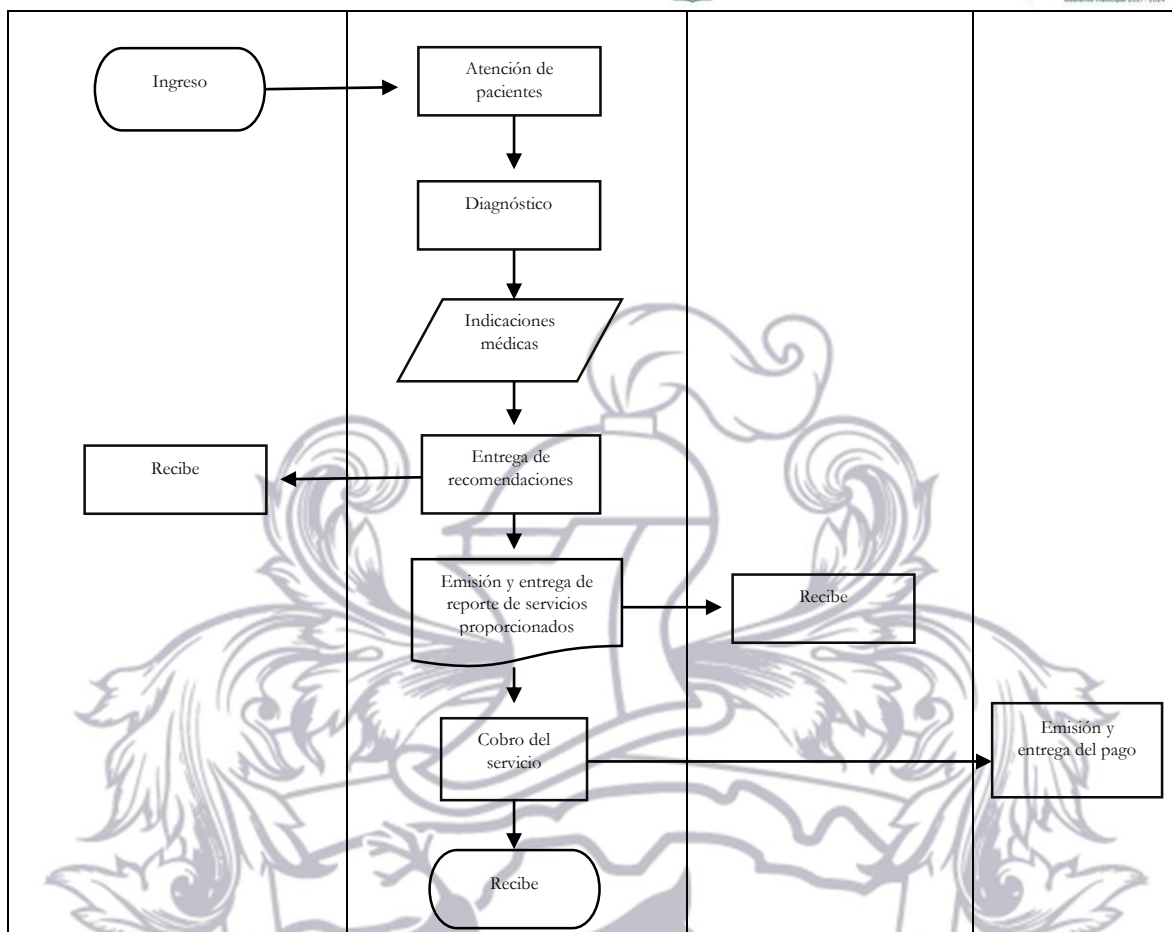 Ingreso
Atención de
pacientes
Diagnóstico
Indicaciones
médicas
Entrega de
recomendaciones
Recibe
Emisión y entrega de
reporte de servicios
proporcionados
Recibe
Cobro del
servicio
Emisión y
entrega del pago
Recibe